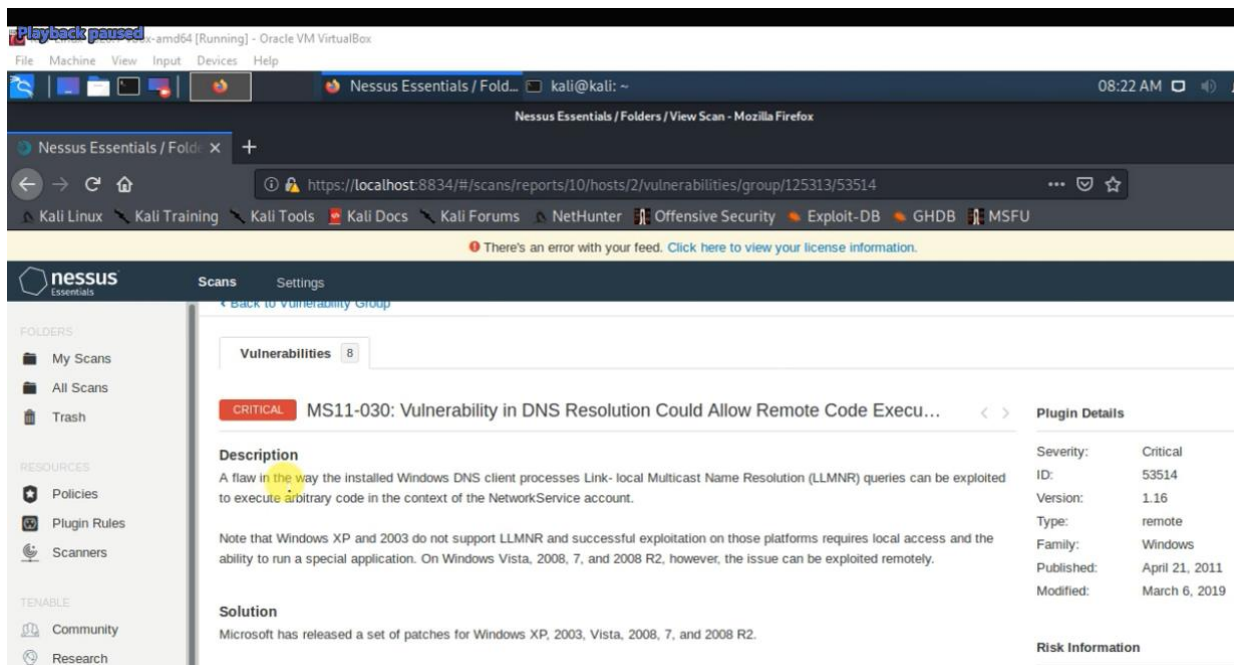 Playback paused
x-amd64 [Running] - Oracle VM VirtualBox
File Machine View Input Devices Help
Nessus Essentials / Fold... kali@kali: ~ 08:22 AM
Nessus Essentials / Folders / View Scan - Mozilla Firefox
Nessus Essentials / Folde × +
https://localhost:8834/#/scans/reports/10/hosts/2/vulnerabilities/group/125313/53514
Kali Linux Kali Training Kali Tools Kali Docs Kali Forums NetHunter Offensive Security Exploit-DB GHDB MSFU
There's an error with your feed. Click here to view your license information.
nessus
Essentials
Scans Settings
Back to Vulnerability Group
FOLDERS
My Scans
All Scans
Trash
RESOURCES
Policies
Plugin Rules
Scanners
TENABLE
Community
Research
Vulnerabilities 8
CRITICAL MS11-030: Vulnerability in DNS Resolution Could Allow Remote Code Execu...
Description
A flaw in the way the installed Windows DNS client processes Link- local Multicast Name Resolution (LLMNR) queries can be exploited
to execute arbitrary code in the context of the NetworkService account.
Note that Windows XP and 2003 do not support LLMNR and successful exploitation on those platforms requires local access and the
ability to run a special application. On Windows Vista, 2008, 7, and 2008 R2, however, the issue can be exploited remotely.
Solution
Microsoft has released a set of patches for Windows XP, 2003, Vista, 2008, 7, and 2008 R2.
Plugin Details
Severity: Critical
ID: 53514
Version: 1.16
Type: remote
Family: Windows
Published: April 21, 2011
Modified: March 6, 2019
Risk Information